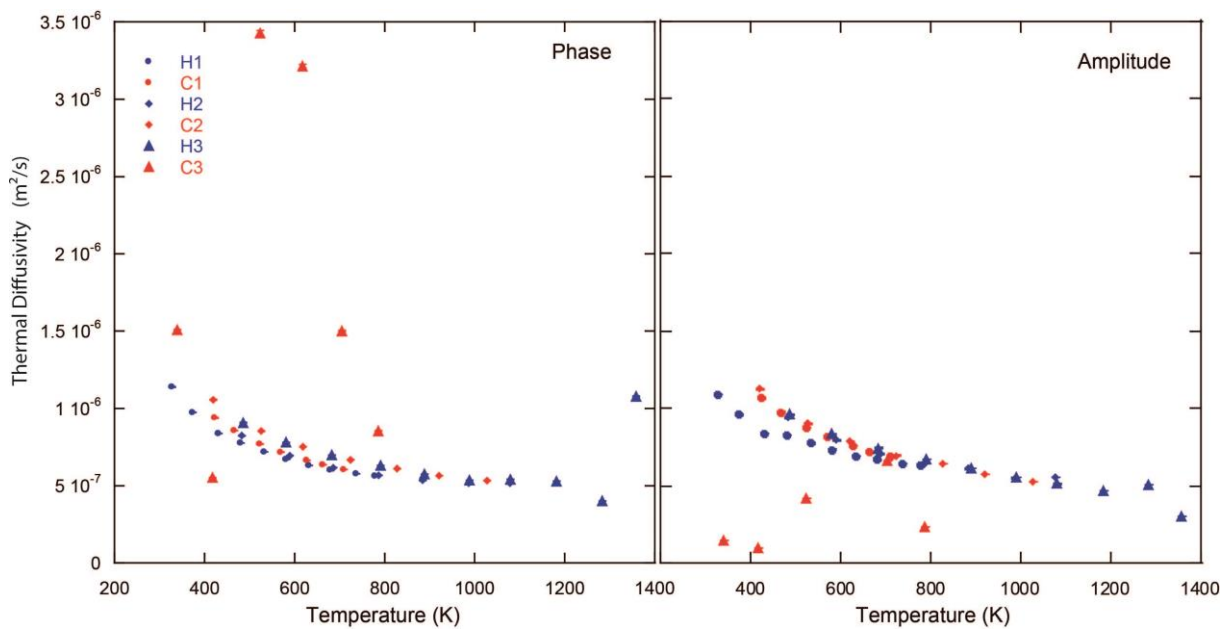 3.5 10⁻⁶
3 10⁻⁶
2.5 10⁻⁶
2 10⁻⁶
1.5 10⁻⁶
1 10⁻⁶
5 10⁻⁷
0
Thermal Diffusivity (m²/s)
Phase
H1
C1
H2
C2
H3
C3
200 400 600 800 1000 1200 1400
Temperature (K)
Amplitude
400 600 800 1000 1200 1400
Temperature (K)